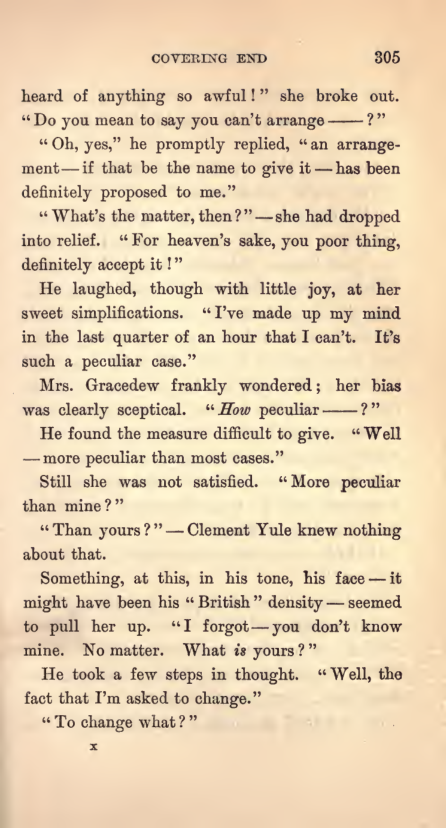 COVERING END 305
heard of anything so awful!" she broke out.
"Do you mean to say you can't arrange——?"
"Oh, yes," he promptly replied, "an arrange-
ment—if that be the name to give it—has been
definitely proposed to me."
"What's the matter, then?"—she had dropped
into relief. "For heaven's sake, you poor thing,
definitely accept it!"
He laughed, though with little joy, at her
sweet simplifications. "I've made up my mind
in the last quarter of an hour that I can't. It's
such a peculiar case."
Mrs. Gracedew frankly wondered; her bias
was clearly sceptical. "How peculiar——?"
He found the measure difficult to give. "Well
—more peculiar than most cases."
Still she was not satisfied. "More peculiar
than mine?"
"Than yours?"—Clement Yule knew nothing
about that.
Something, at this, in his tone, his face—it
might have been his "British" density—seemed
to pull her up. "I forgot—you don't know
mine. No matter. What is yours?"
He took a few steps in thought. "Well, the
fact that I'm asked to change."
"To change what?"
x